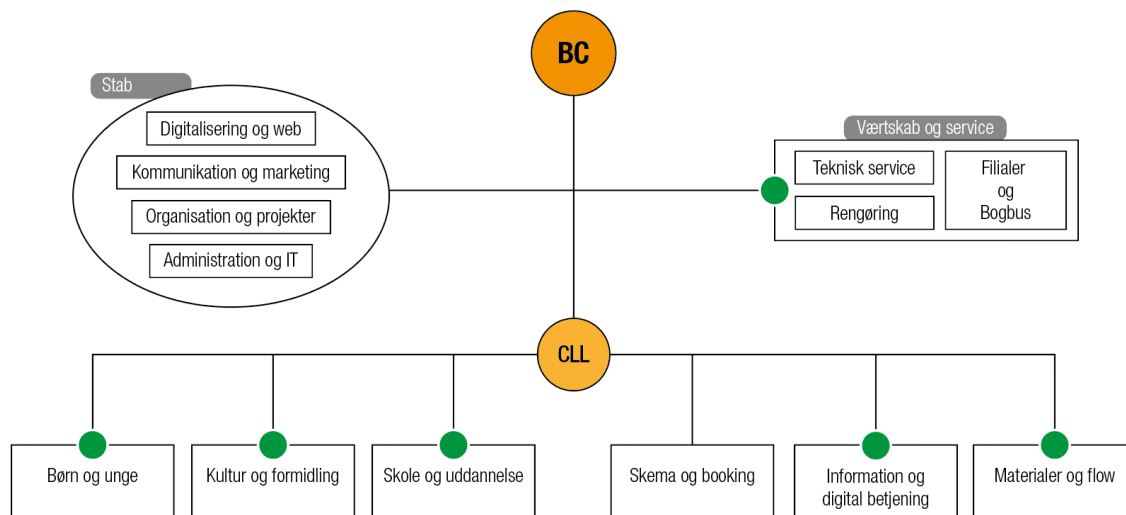 BC
Stab
Digitalisering og web
Kommunikation og marketing
Organisation og projekter
Administration og IT
Værtskab og service
Teknisk service
Rengøring
Filialer
og
Bogbus
CLL
Børn og unge
Kultur og formidling
Skole og uddannelse
Skema og booking
Information og
digital betjening
Materialer og flow